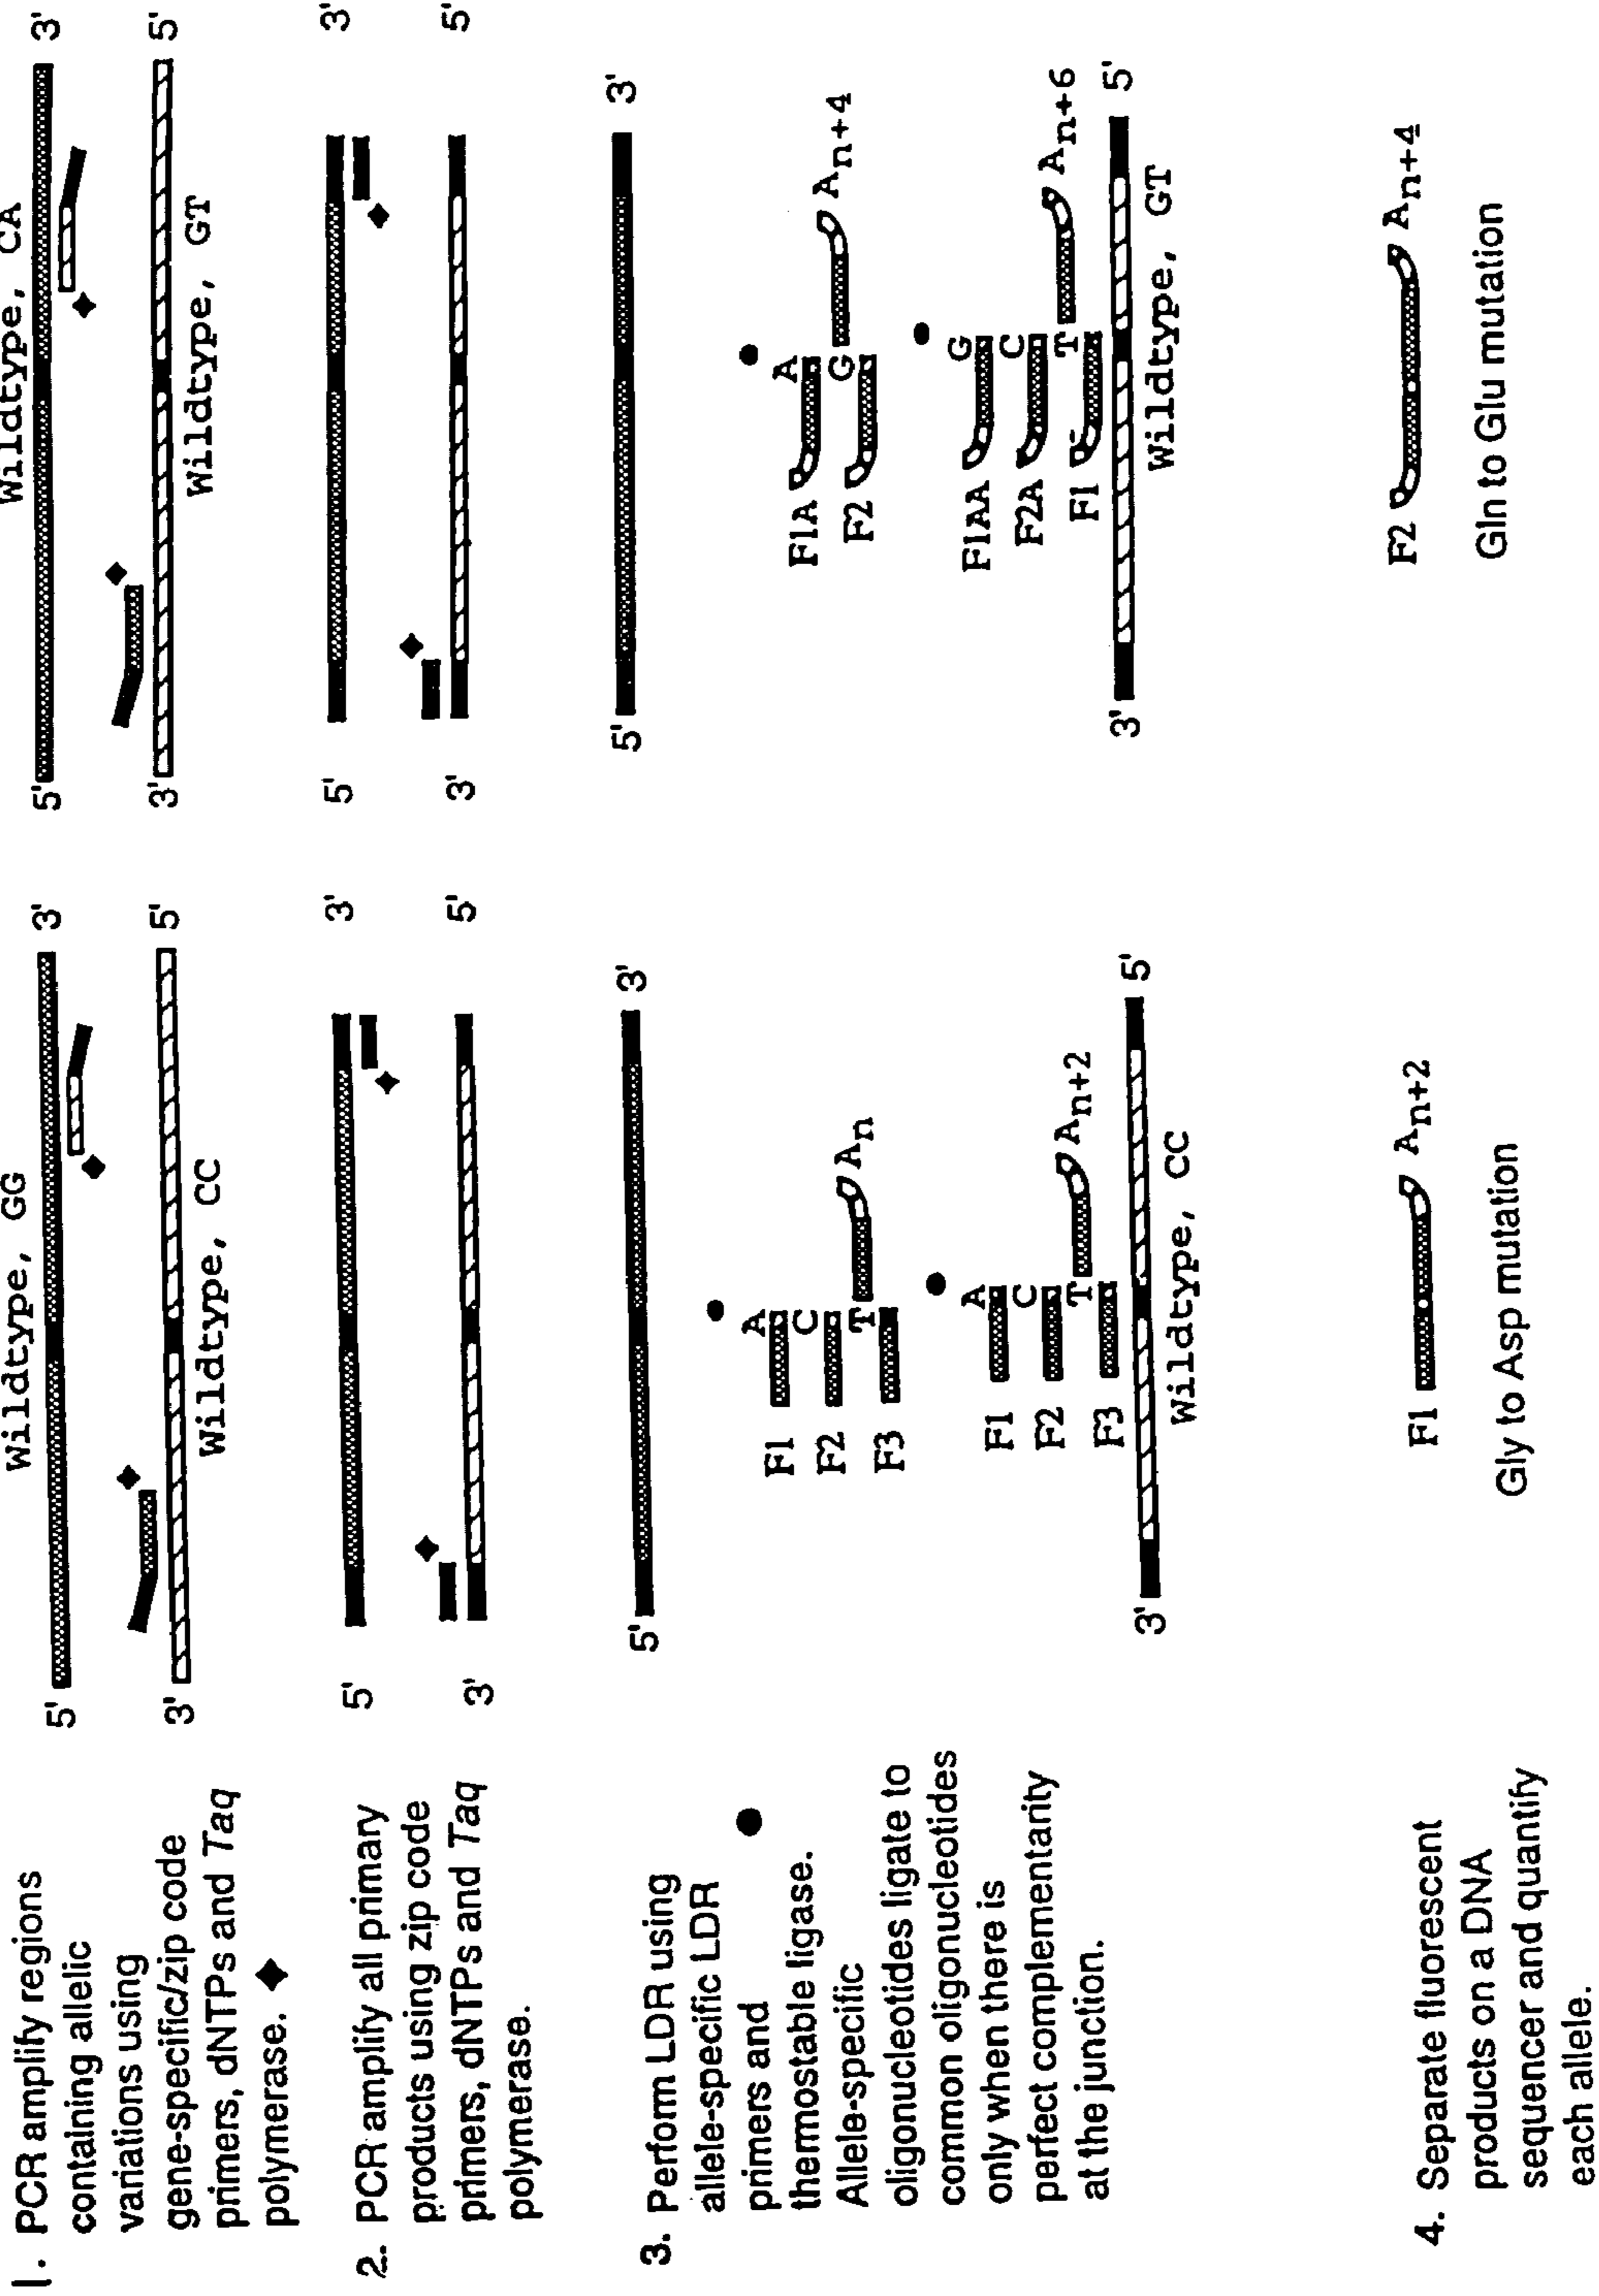 1. PCR amplify regions
containing allelic
variations using
gene-specific/zip code
primers, dNTPs and Taq
polymerase.
Wildtype, GG
5' 3'
3' 5'
Wildtype, CC
Wildtype, CA
5' 3'
3' 5'
Wildtype, GT
2. PCR amplify all primary
products using zip code
primers, dNTPs and Taq
polymerase.
5' 3'
3' 5'
5' 3'
3' 5'
3. Perform LDR using
allele-specific LDR
primers and
thermostable ligase.
Allele-specific
oligonucleotides ligate to
common oligonucleotides
only when there is
perfect complementarity
at the junction.
5' 3'
F1 A
F2 C
F3 T An
F1 A
F2 C
F3 T An+2
3' 5'
Wildtype, CC
5' 3'
F1A A
F2 G An+4
F1AA G
F2A C
F1 T An+6
3' 5'
Wildtype, GT
4. Separate fluorescent
products on a DNA
sequencer and quantify
each allele.
F1 An+2
Gly to Asp mutation
F2 An+4
Gln to Glu mutation